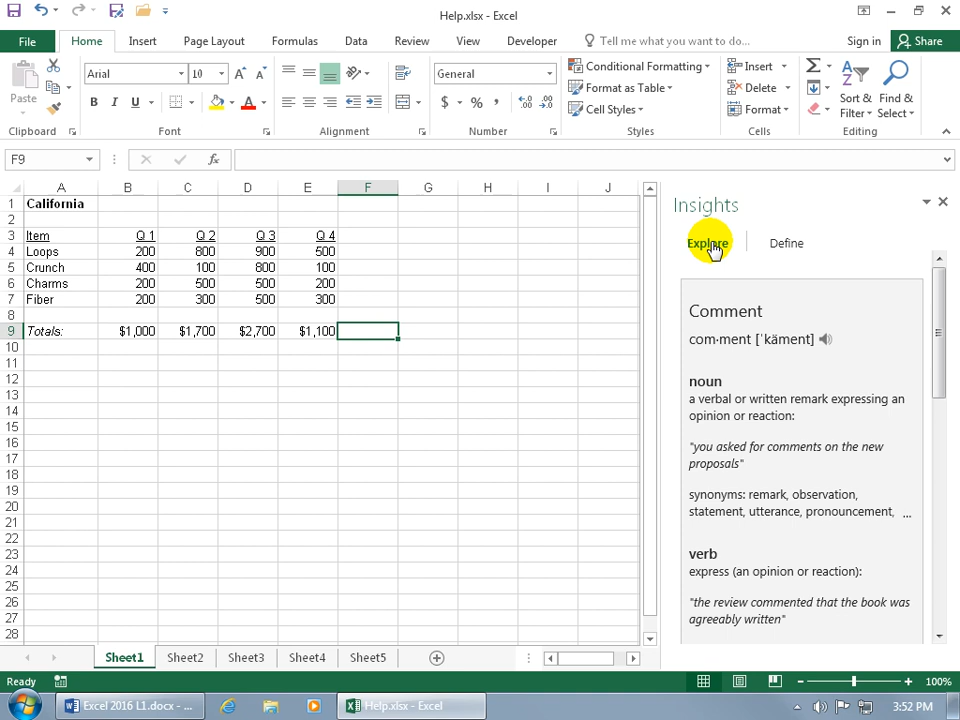 Help.xlsx - Excel
File Home Insert Page Layout Formulas Data Review View Developer Tell me what you want to do... Sign in Share
Paste
Clipboard
Arial 10
B I U
Font
Alignment
General
$ % ,
Number
Conditional Formatting
Format as Table
Cell Styles
Styles
Insert
Delete
Format
Cells
Sort & Filter
Find & Select
Editing
F9 fx
A B C D E F G H I J
1 California
2
3 Item Q 1 Q 2 Q 3 Q 4
4 Loops 200 800 900 500
5 Crunch 400 100 800 100
6 Charms 200 500 500 200
7 Fiber 200 300 500 300
8
9 Totals: $1,000 $1,700 $2,700 $1,100
10
11
12
13
14
15
16
17
18
19
20
21
22
23
24
25
26
27
28
Insights
Explore Define
Comment
com·ment [ˈkäment]
noun
a verbal or written remark expressing an
opinion or reaction:
"you asked for comments on the new
proposals"
synonyms: remark, observation,
statement, utterance, pronouncement, ...
verb
express (an opinion or reaction):
"the review commented that the book was
agreeably written"
Sheet1 Sheet2 Sheet3 Sheet4 Sheet5
Ready 100%
Excel 2016 L1.docx - ... Help.xlsx - Excel 3:52 PM